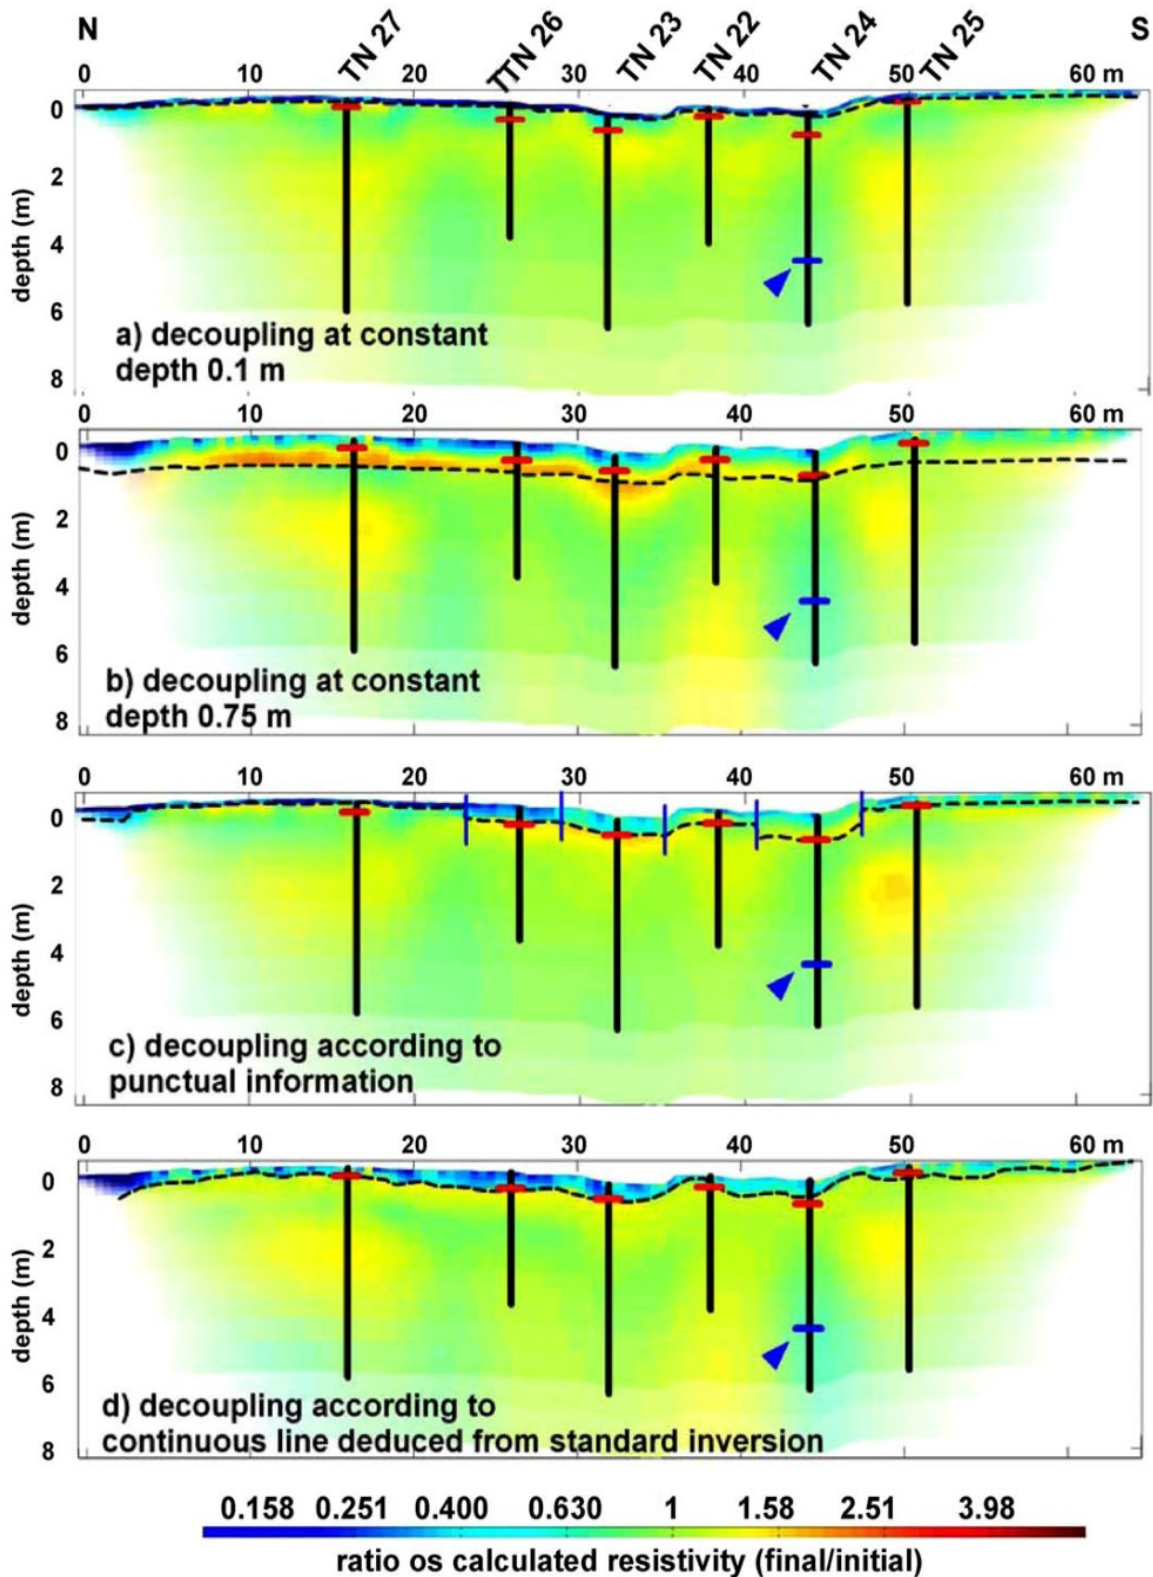 N TN 27 TTN 26 TN 23 TN 22 TN 24 TN 25 S
0 10 20 30 40 50 60 m
0
2
4
6
8
depth (m)
a) decoupling at constant
depth 0.1 m
0 10 20 30 40 50 60 m
0
2
4
6
8
depth (m)
b) decoupling at constant
depth 0.75 m
0 10 20 30 40 50 60 m
0
2
4
6
8
depth (m)
c) decoupling according to
punctual information
0 10 20 30 40 50 60 m
0
2
4
6
8
depth (m)
d) decoupling according to
continuous line deduced from standard inversion
0.158 0.251 0.400 0.630 1 1.58 2.51 3.98
ratio os calculated resistivity (final/initial)